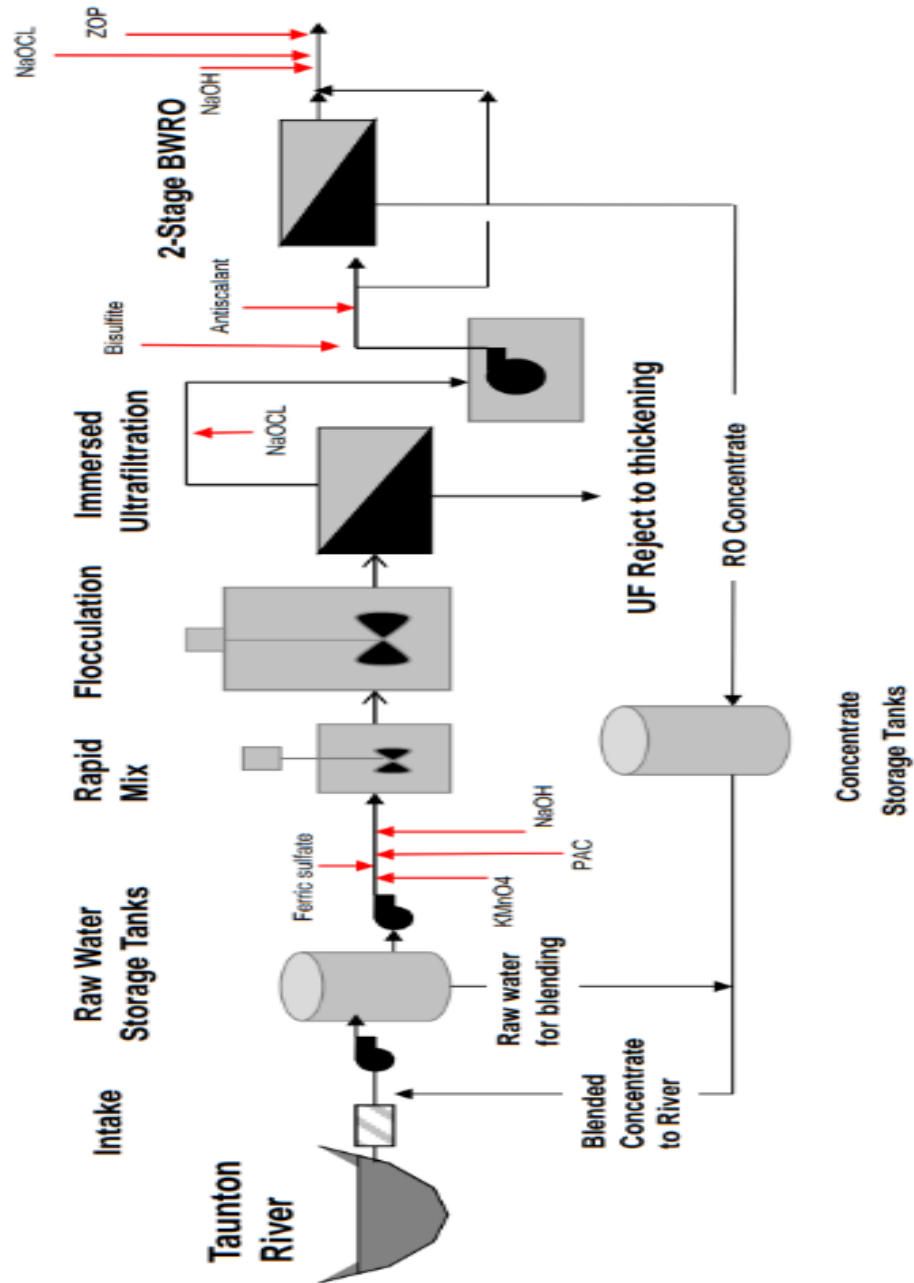 Taunton
River
Intake
Raw Water
Storage Tanks
Rapid
Mix
Flocculation
Immersed
Ultrafiltration
2-Stage BWRO
Ferric sulfate
KMnO4
PAC
NaOH
NaOCL
Bisulfite
Antiscalant
NaOH
NaOCL
ZOP
Raw water
for blending
Blended
Concentrate
to River
UF Reject to thickening
RO Concentrate
Concentrate
Storage Tanks